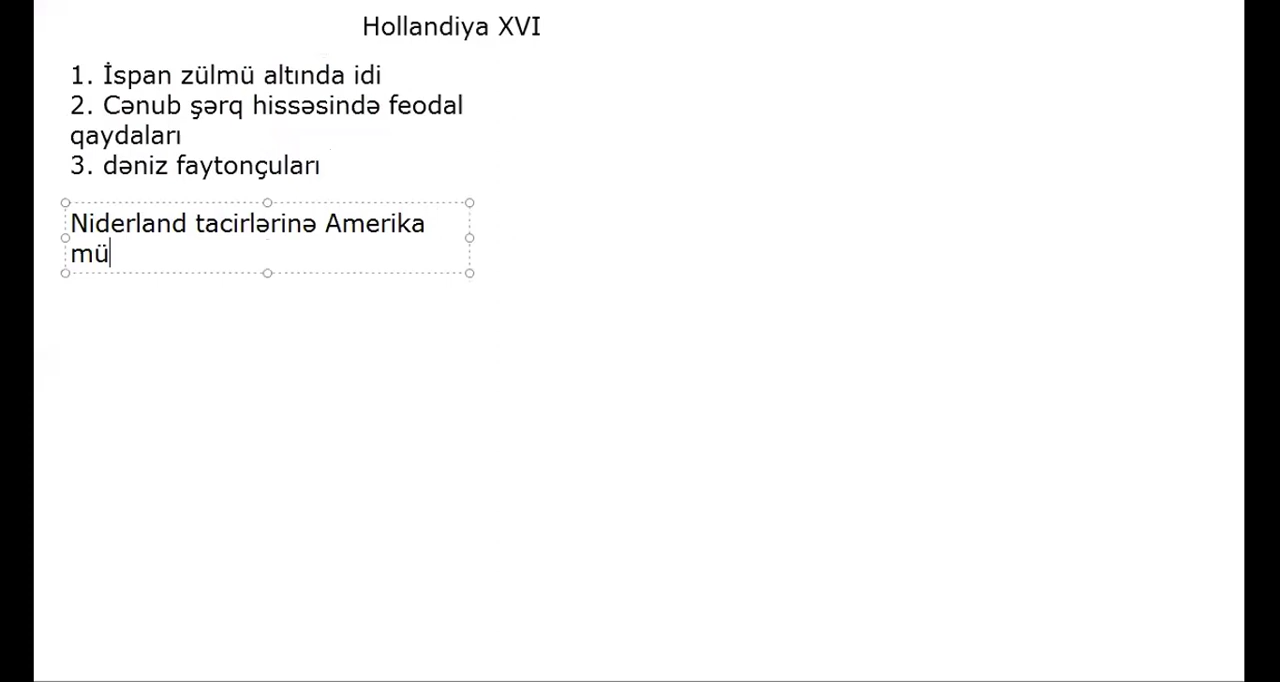 Hollandiya XVI
1. İspan zülmü altında idi
2. Cənub şərq hissəsində feodal
qaydaları
3. dəniz faytonçuları
Niderland tacirlərinə Amerika
mü